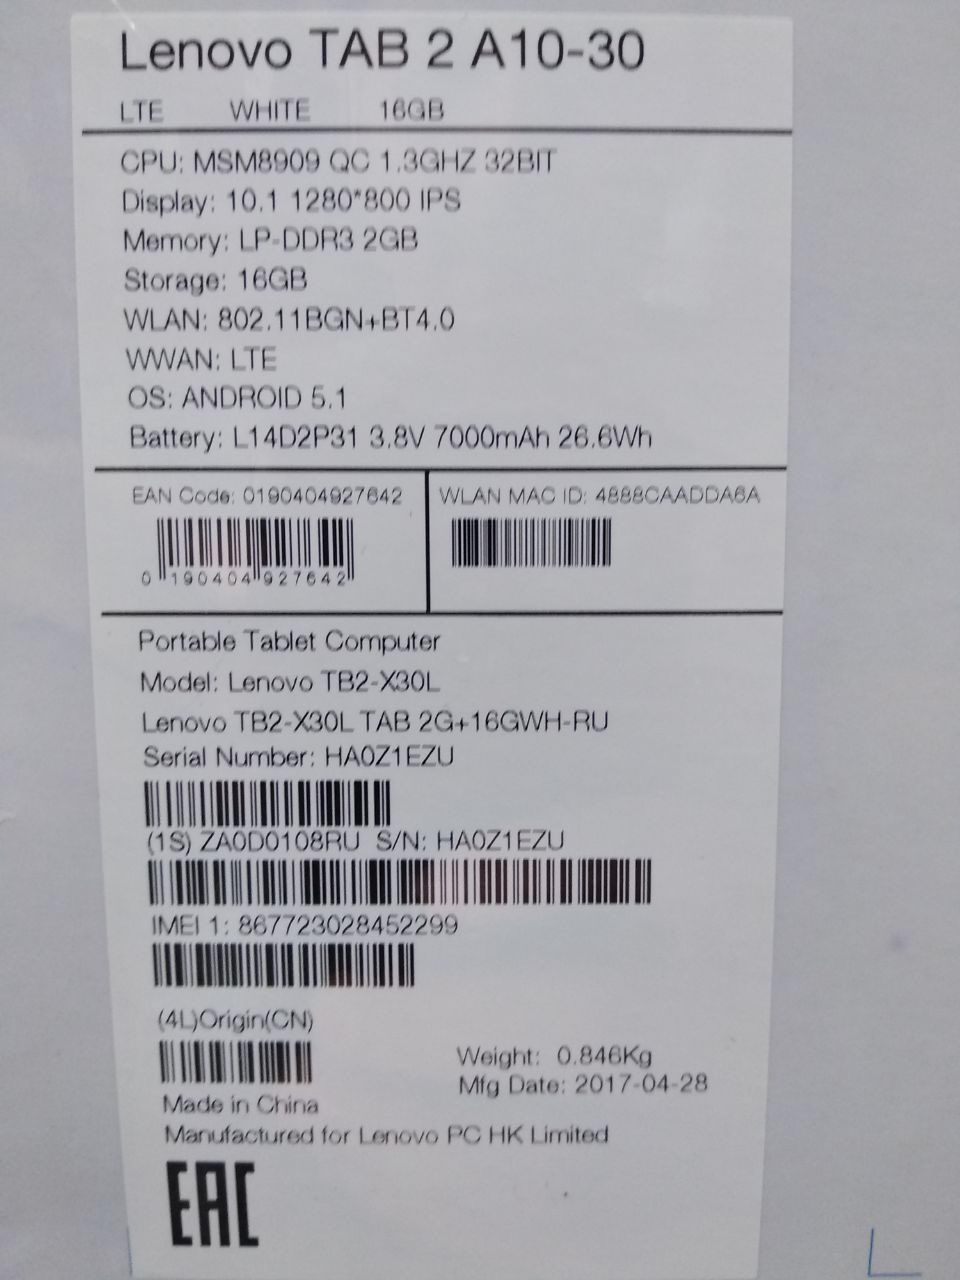 Lenovo TAB 2 A10-30
LTE WHITE 16GB
CPU: MSM8909 QC 1.3GHZ 32BIT
Display: 10.1 1280*800 IPS
Memory: LP-DDR3 2GB
Storage: 16GB
WLAN: 802.11BGN+BT4.0
WWAN: LTE
OS: ANDROID 5.1
Battery: L14D2P31 3.8V 7000mAh 26.6Wh
EAN Code: 0190404927642
0 190404 927642
WLAN MAC ID: 4888CAADDA6A
Portable Tablet Computer
Model: Lenovo TB2-X30L
Lenovo TB2-X30L TAB 2G+16GWH-RU
Serial Number: HA0Z1EZU
(1S) ZA0D0108RU S/N: HA0Z1EZU
IMEI 1: 867723028452299
(4L)Origin(CN)
Weight: 0.846Kg
Mfg Date: 2017-04-28
Made in China
Manufactured for Lenovo PC HK Limited
EAC